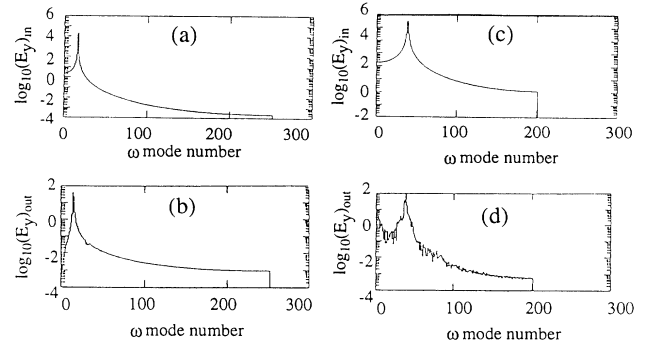 6
4
2
0
-2
-4
log10(Ey)in
(a)
0
100
200
300
ω mode number
6
4
2
0
-2
log10(Ey)in
(c)
0
100
200
300
ω mode number
2
0
-2
-4
log10(Ey)out
(b)
0
100
200
300
ω mode number
2
0
-2
-4
log10(Ey)out
(d)
0
100
200
300
ω mode number